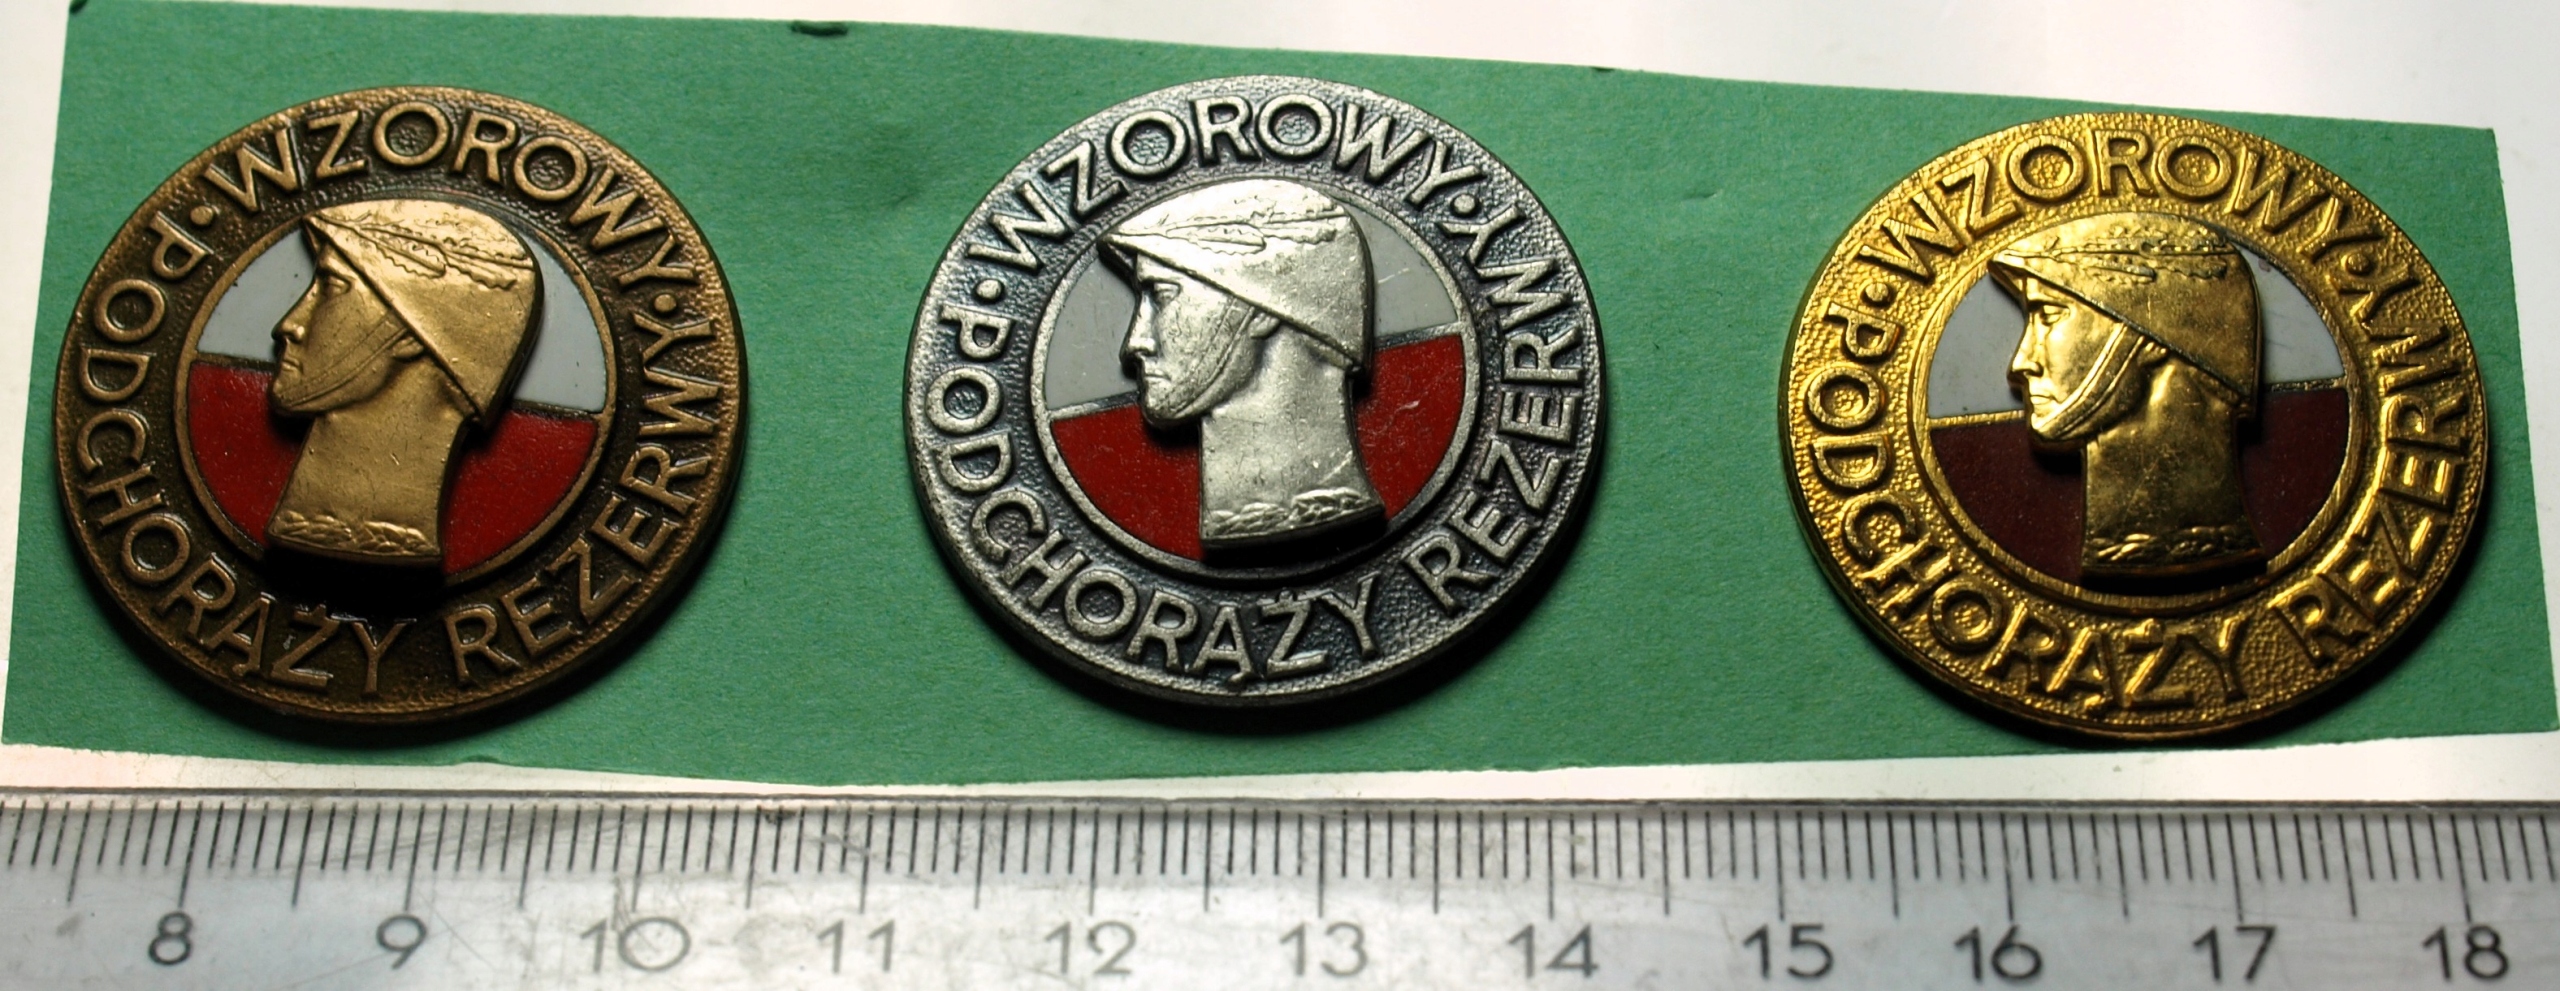 · WZOROWY ·
PODCHORĄŻY REZERWY
· WZOROWY ·
PODCHORĄŻY REZERWY
· WZOROWY ·
PODCHORĄŻY REZERWY
8 9 10 11 12 13 14 15 16 17 18